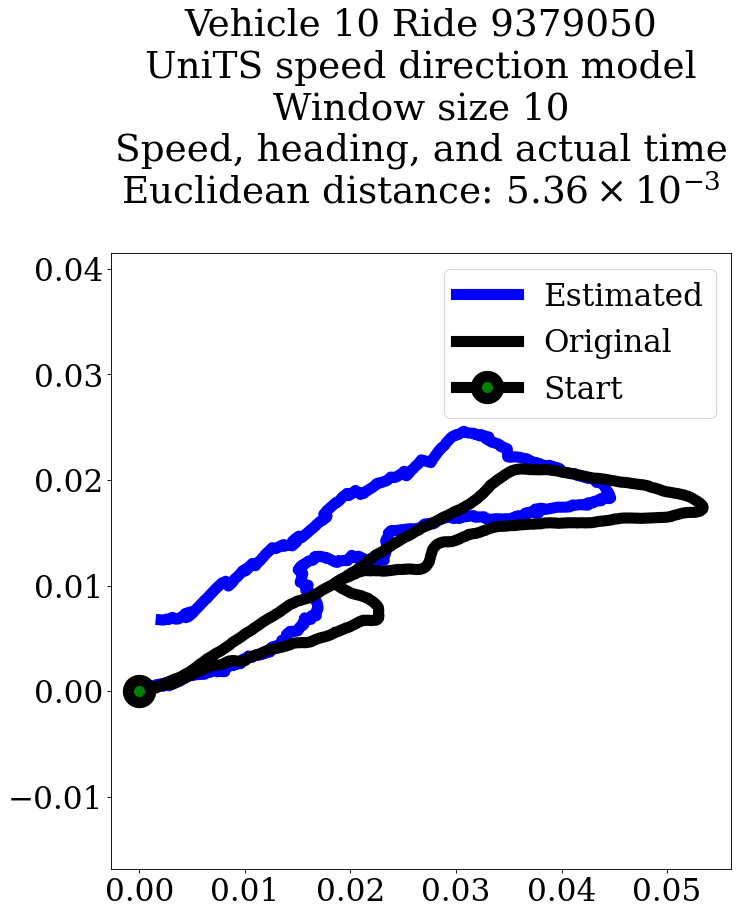 Vehicle 10 Ride 9379050
UniTS speed direction model
Window size 10
Speed, heading, and actual time
Euclidean distance: 5.36 × 10⁻³
0.04
0.03
0.02
0.01
0.00
−0.01
Estimated
Original
Start
0.00 0.01 0.02 0.03 0.04 0.05